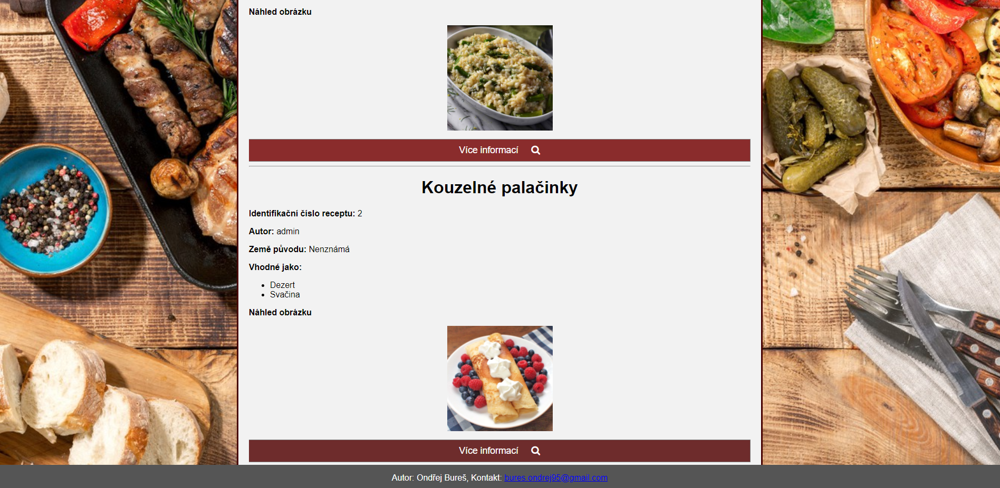 Náhled obrázku
Více informací
Kouzelné palačinky
Identifikační číslo receptu: 2
Autor: admin
Země původu: Nenznámá
Vhodné jako:
Dezert
Svačina
Náhled obrázku
Více informací
Autor: Ondřej Bureš, Kontakt: bures.ondrej95@gmail.com